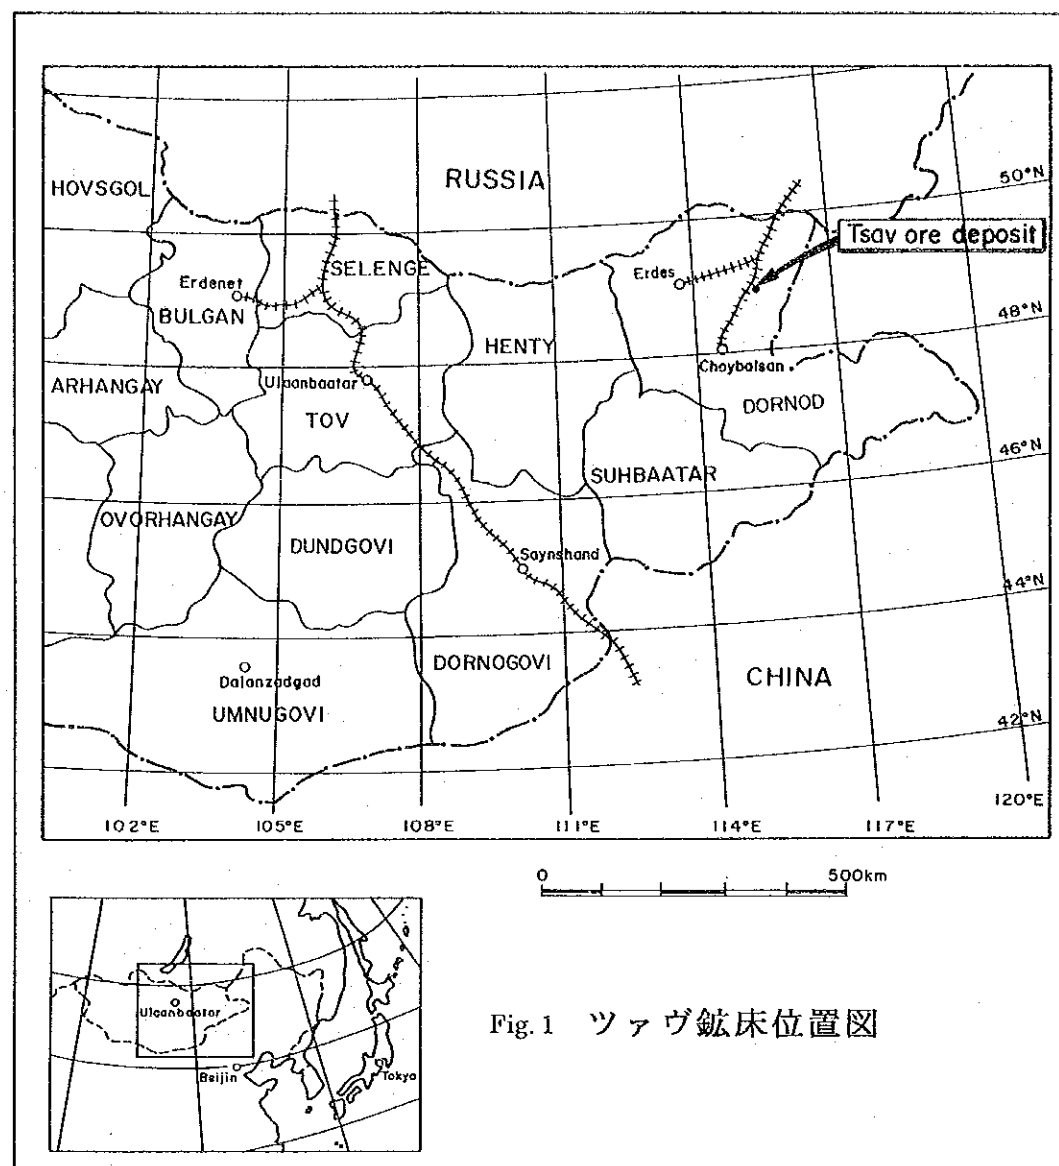 RUSSIA
50°N
HOVSGOL
Tsav ore deposit
SELENGE
Erdes
Erdenet
BULGAN
48°N
HENTY
Choybalsan
Ulaanbaatar
ARHANGAY
DORNOD
TOV
46°N
SUHBAATAR
OVORHANGAY
DUNDGOVI
Saynshand
44°N
DORNOGOVI
Dalanzadgad
CHINA
UMNUGOVI
42°N
102°E 105°E 108°E 111°E 114°E 117°E 120°E
0 500km
Ulaanbaatar
Beijin
Tokyo
Fig. 1 ツァヴ鉱床位置図